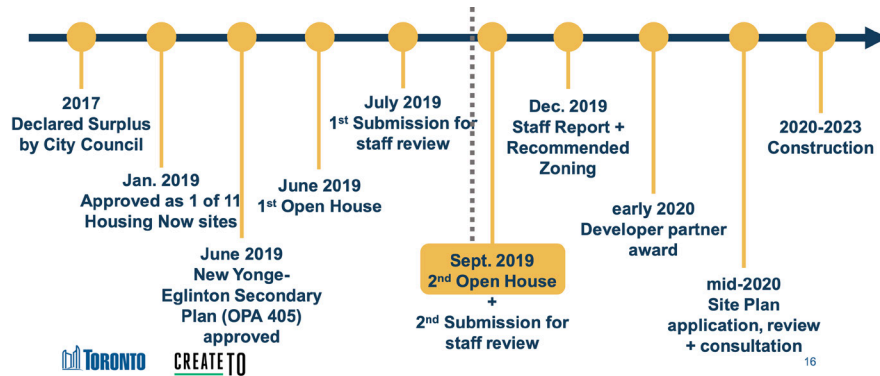 2017
Declared Surplus
by City Council
Jan. 2019
Approved as 1 of 11
Housing Now sites
June 2019
New Yonge-
Eglinton Secondary
Plan (OPA 405)
approved
June 2019
1st Open House
July 2019
1st Submission for
staff review
Sept. 2019
2nd Open House
+
2nd Submission for
staff review
Dec. 2019
Staff Report +
Recommended
Zoning
early 2020
Developer partner
award
mid-2020
Site Plan
application, review
+ consultation
2020-2023
Construction
TORONTO
CREATETO
16